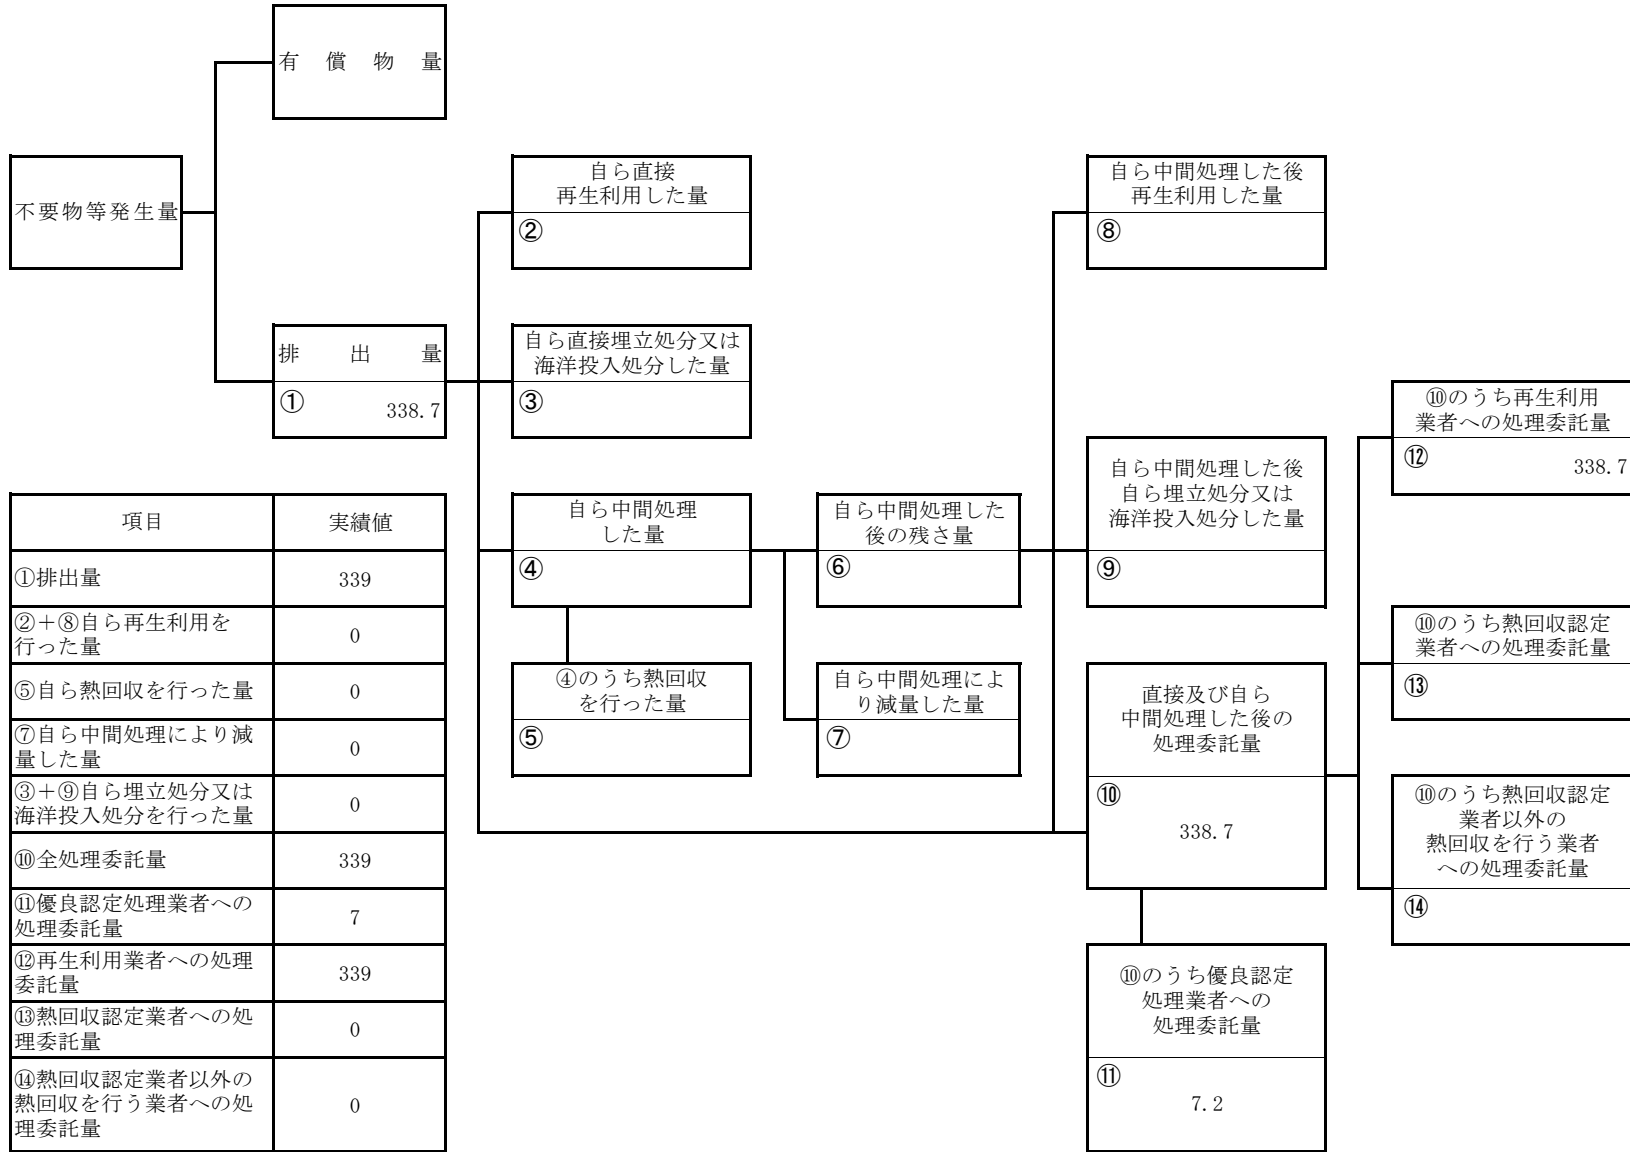 有 償 物 量
不要物等発生量
自ら直接
再生利用した量
②
自ら中間処理した後
再生利用した量
⑧
排 出 量
① 338.7
自ら直接埋立処分又は
海洋投入処分した量
③
⑩のうち再生利用
業者への処理委託量
⑫ 338.7
自ら中間処理
した量
④
自ら中間処理した
後の残さ量
⑥
自ら中間処理した後
自ら埋立処分又は
海洋投入処分した量
⑨
④のうち熱回収
を行った量
⑤
自ら中間処理によ
り減量した量
⑦
直接及び自ら
中間処理した後の
処理委託量
⑩
338.7
⑩のうち熱回収認定
業者への処理委託量
⑬
⑩のうち熱回収認定
業者以外の
熱回収を行う業者
への処理委託量
⑭
⑩のうち優良認定
処理業者への
処理委託量
⑪
7.2
項目 実績値
①排出量 339
②+⑧自ら再生利用を
行った量 0
⑤自ら熱回収を行った量 0
⑦自ら中間処理により減
量した量 0
③+⑨自ら埋立処分又は
海洋投入処分を行った量 0
⑩全処理委託量 339
⑪優良認定処理業者への
処理委託量 7
⑫再生利用業者への処理
委託量 339
⑬熱回収認定業者への処
理委託量 0
⑭熱回収認定業者以外の
熱回収を行う業者への処
理委託量 0